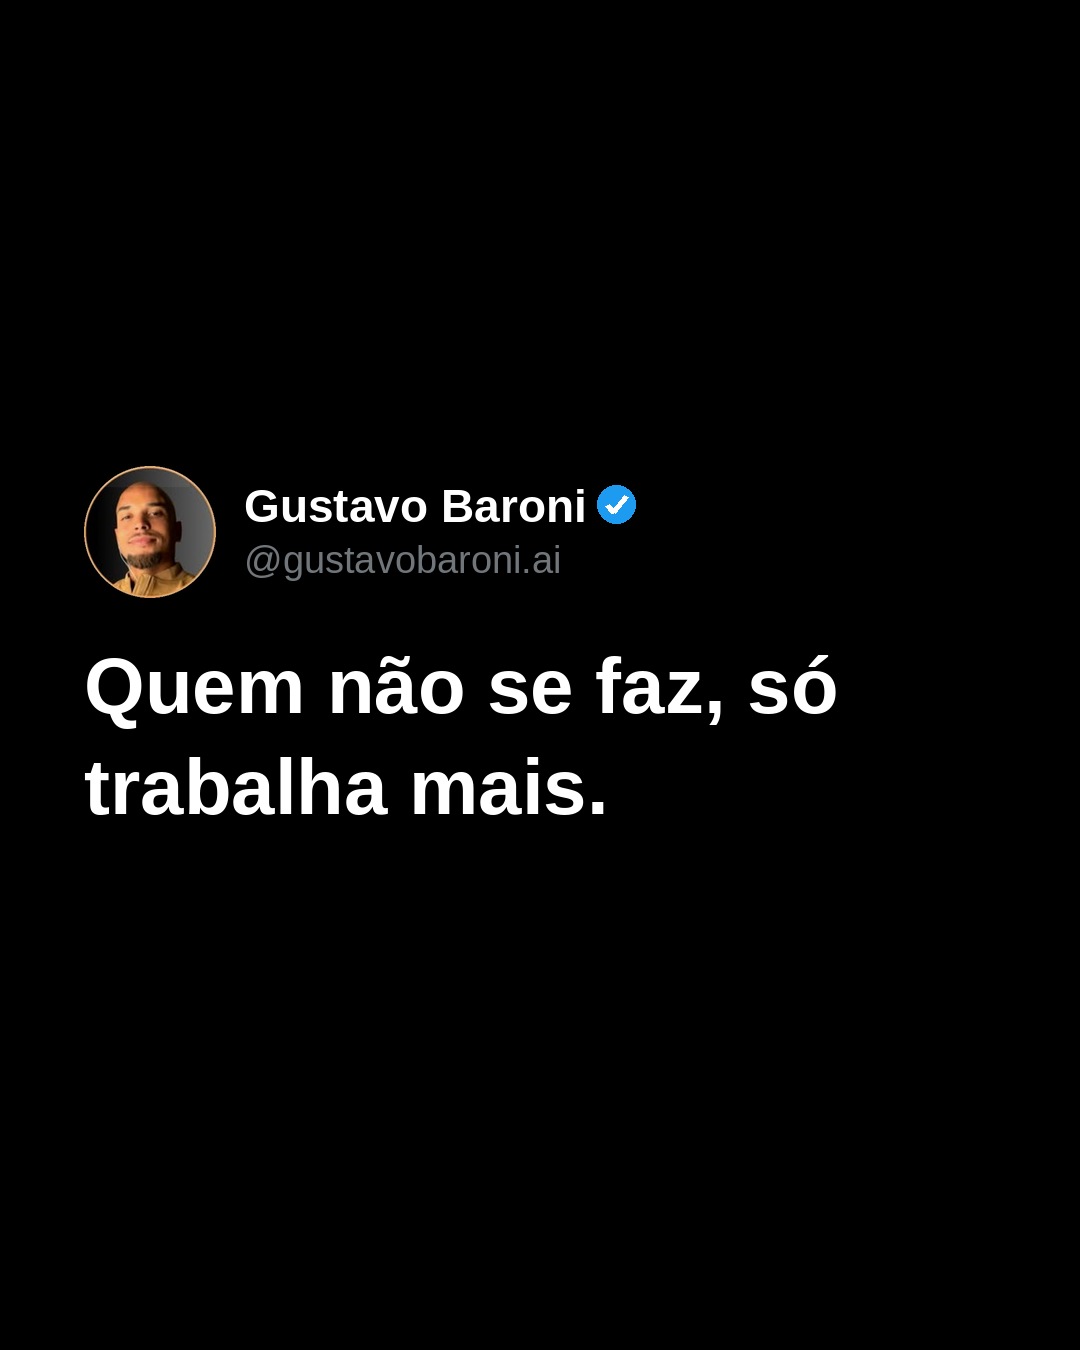 Gustavo Baroni
@gustavobaroni.ai
Quem não se faz, só
trabalha mais.